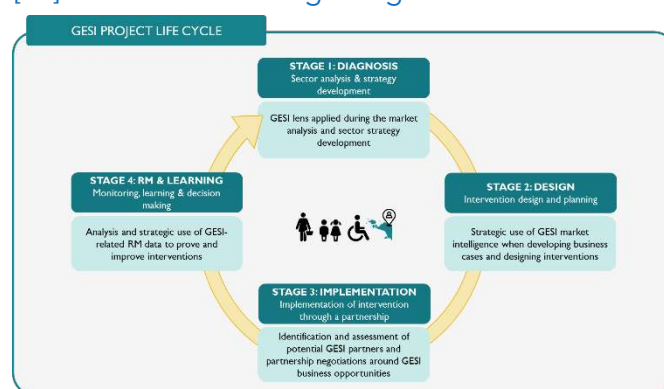 GESI PROJECT LIFE CYCLE
STAGE 1: DIAGNOSIS
Sector analysis & strategy
development
GESI lens applied during the market
analysis and sector strategy
development
STAGE 2: DESIGN
Intervention design and planning
Strategic use of GESI market
intelligence when developing business
cases and designing interventions
STAGE 3: IMPLEMENTATION
Implementation of intervention
through a partnership
Identification and assessment of
potential GESI partners and
partnership negotiations around GESI
business opportunities
STAGE 4: RM & LEARNING
Monitoring, learning & decision
making
Analysis and strategic use of GESI-
related RM data to prove and
improve interventions